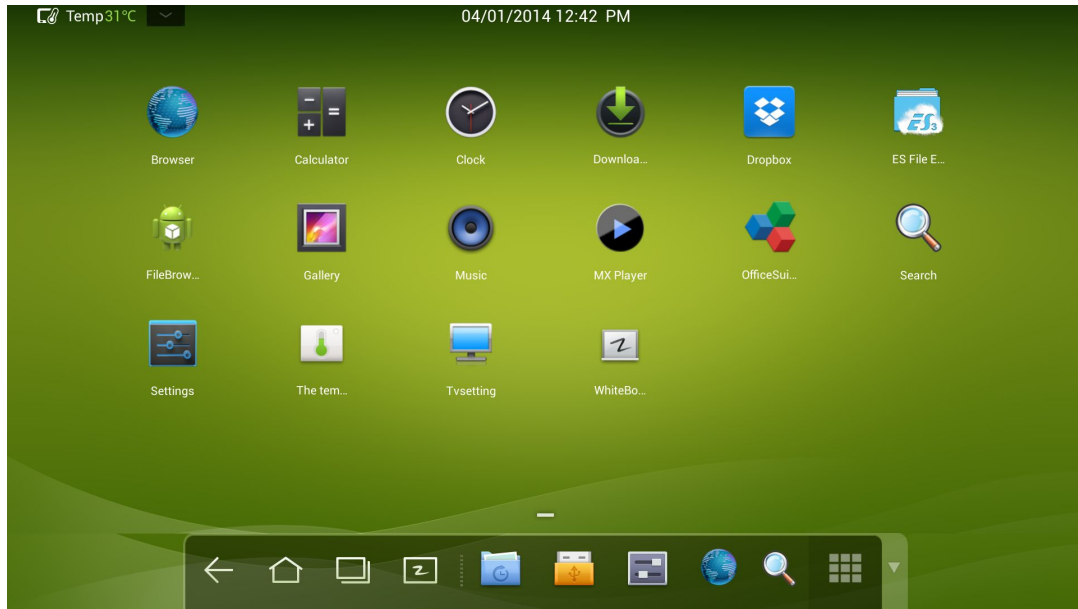 Temp31°C
04/01/2014 12:42 PM
Browser
Calculator
Clock
Downloa...
Dropbox
ES File E...
FileBrow...
Gallery
Music
MX Player
OfficeSui...
Search
Settings
The tem...
Tvsetting
WhiteBo...